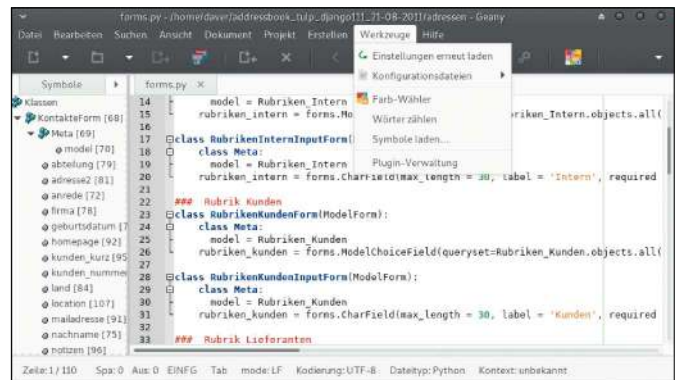 forms.py - /home/daver/addressbook_tulp_django111_21-08-2011/adressen - Geany
Datei Bearbeiten Suchen Ansicht Dokument Projekt Erstellen Werkzeuge Hilfe
Einstellungen erneut laden
Konfigurationsdateien
Farb-Wähler
Wörter zählen
Symbole laden...
Plugin-Verwaltung
Symbole
Klassen
KontakteForm [68]
Meta [69]
model [70]
abteilung [79]
adresse2 [81]
anrede [72]
firma [78]
geburtsdatum [7
homepage [92]
kunden_kurz [95
kunden_nummer
land [84]
location [107]
mailadresse [91]
nachname [75]
notizen [96]
forms.py ×
14 model = Rubriken_Intern
15 rubriken_intern = forms.Mo riken_Intern.objects.all(
16
17 class RubrikenInternInputForm(
18 class Meta:
19 model = Rubriken_Intern
20 rubriken_intern = forms.CharField(max_length = 30, label = 'Intern', required
21
22 ### Rubrik Kunden
23 class RubrikenKundenForm(ModelForm):
24 class Meta:
25 model = Rubriken_Kunden
26 rubriken_kunden = forms.ModelChoiceField(queryset=Rubriken_Kunden.objects.all(
27
28 class RubrikenKundenInputForm(ModelForm):
29 class Meta:
30 model = Rubriken_Kunden
31 rubriken_kunden = forms.CharField(max_length = 30, label = 'Kunden', required
32
33 ### Rubrik Lieferanten
Zeile: 1 / 110 Spa: 0 Aus: 0 EINFG Tab mode: LF Kodierung: UTF-8 Dateityp: Python Kontext: unbekannt